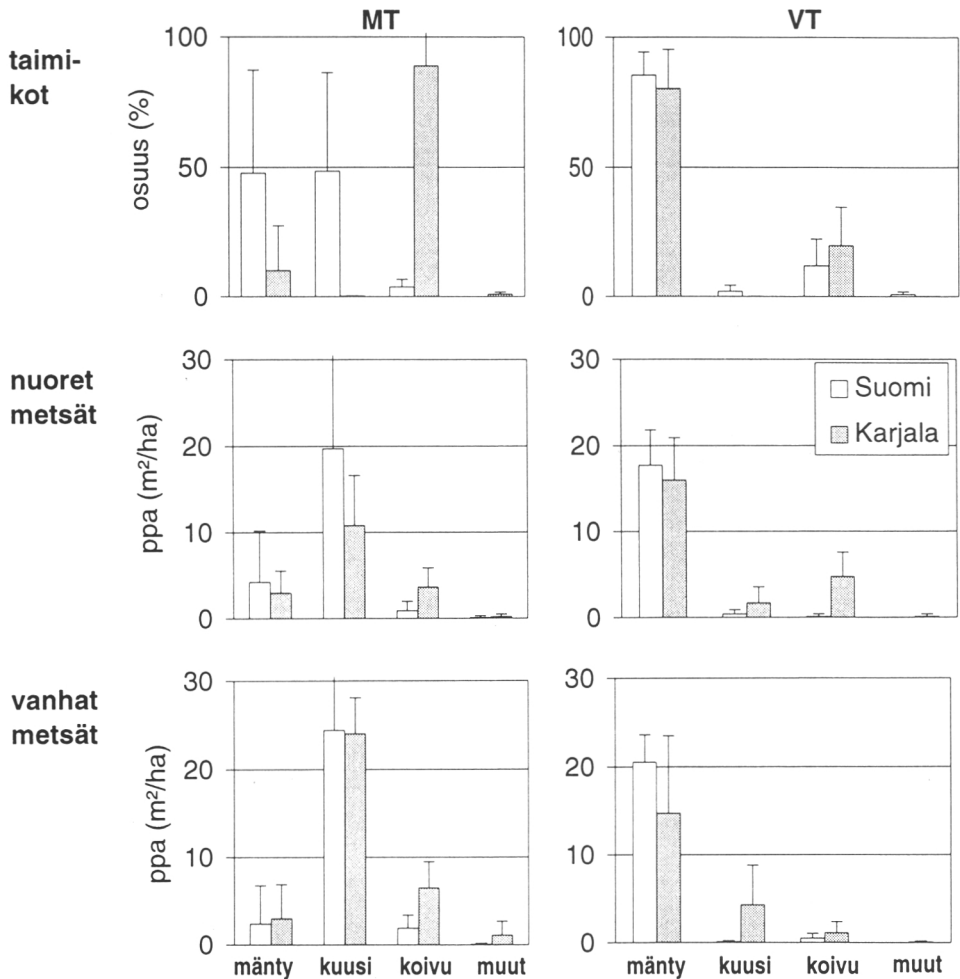 MT
VT
taimi-
kot
osuus (%)
100
50
0
100
50
0
nuoret
metsät
ppa (m²/ha)
30
20
10
0
30
20
10
0
Suomi
Karjala
vanhat
metsät
ppa (m²/ha)
30
20
10
0
30
20
10
0
mänty kuusi koivu muut
mänty kuusi koivu muut